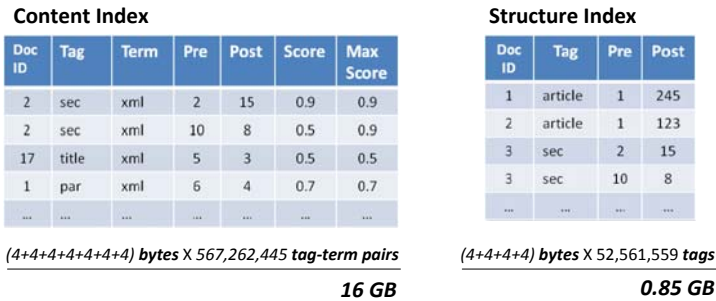 Content Index
Doc ID Tag Term Pre Post Score Max Score
2 sec xml 2 15 0.9 0.9
2 sec xml 10 8 0.5 0.9
17 title xml 5 3 0.5 0.5
1 par xml 6 4 0.7 0.7
... ... ... ... ... ... ...
(4+4+4+4+4+4+4) bytes X 567,262,445 tag-term pairs
16 GB
Structure Index
Doc ID Tag Pre Post
1 article 1 245
2 article 1 123
3 sec 2 15
3 sec 10 8
... ... ... ...
(4+4+4+4) bytes X 52,561,559 tags
0.85 GB